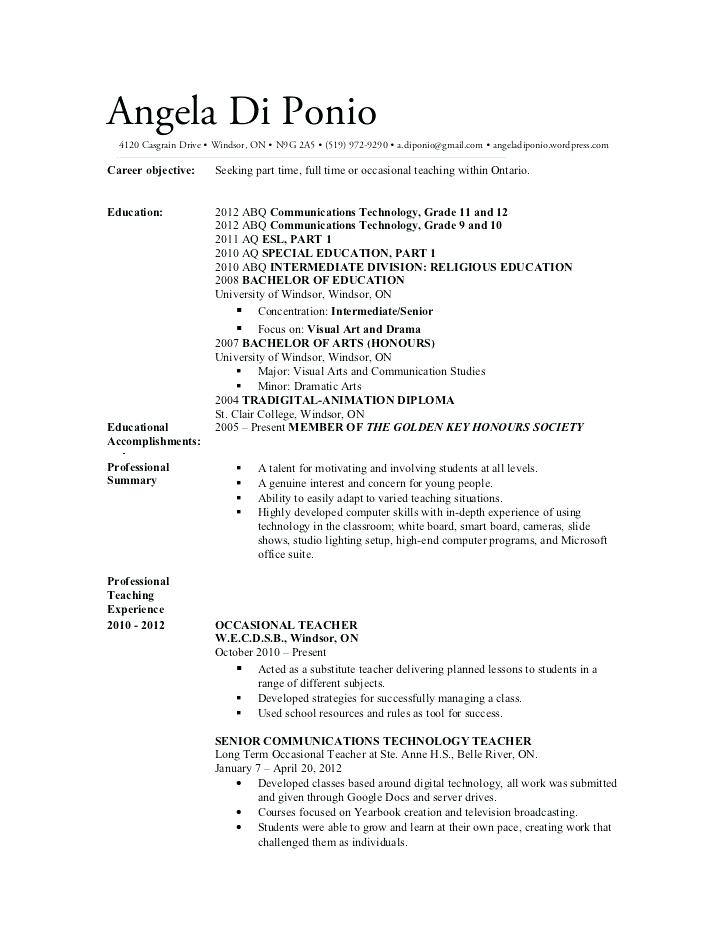 Angela Di Ponio
4120 Casgrain Drive • Windsor, ON • N9G 2A5 • (519) 972-9290 • a.diponio@gmail.com • angeladiponio.wordpress.com
Career objective: Seeking part time, full time or occasional teaching within Ontario.
Education: 2012 ABQ Communications Technology, Grade 11 and 12
2012 ABQ Communications Technology, Grade 9 and 10
2011 AQ ESL, PART 1
2010 AQ SPECIAL EDUCATION, PART 1
2010 ABQ INTERMEDIATE DIVISION: RELIGIOUS EDUCATION
2008 BACHELOR OF EDUCATION
University of Windsor, Windsor, ON
▪ Concentration: Intermediate/Senior
▪ Focus on: Visual Art and Drama
2007 BACHELOR OF ARTS (HONOURS)
University of Windsor, Windsor, ON
▪ Major: Visual Arts and Communication Studies
▪ Minor: Dramatic Arts
2004 TRADIGITAL-ANIMATION DIPLOMA
St. Clair College, Windsor, ON
Educational 2005 – Present MEMBER OF THE GOLDEN KEY HONOURS SOCIETY
Accomplishments:
Professional ▪ A talent for motivating and involving students at all levels.
Summary ▪ A genuine interest and concern for young people.
▪ Ability to easily adapt to varied teaching situations.
▪ Highly developed computer skills with in-depth experience of using
technology in the classroom; white board, smart board, cameras, slide
shows, studio lighting setup, high-end computer programs, and Microsoft
office suite.
Professional
Teaching
Experience
2010 - 2012 OCCASIONAL TEACHER
W.E.C.D.S.B., Windsor, ON
October 2010 – Present
▪ Acted as a substitute teacher delivering planned lessons to students in a
range of different subjects.
▪ Developed strategies for successfully managing a class.
▪ Used school resources and rules as tool for success.
SENIOR COMMUNICATIONS TECHNOLOGY TEACHER
Long Term Occasional Teacher at Ste. Anne H.S., Belle River, ON.
January 7 – April 20, 2012
• Developed classes based around digital technology, all work was submitted
and given through Google Docs and server drives.
• Courses focused on Yearbook creation and television broadcasting.
• Students were able to grow and learn at their own pace, creating work that
challenged them as individuals.